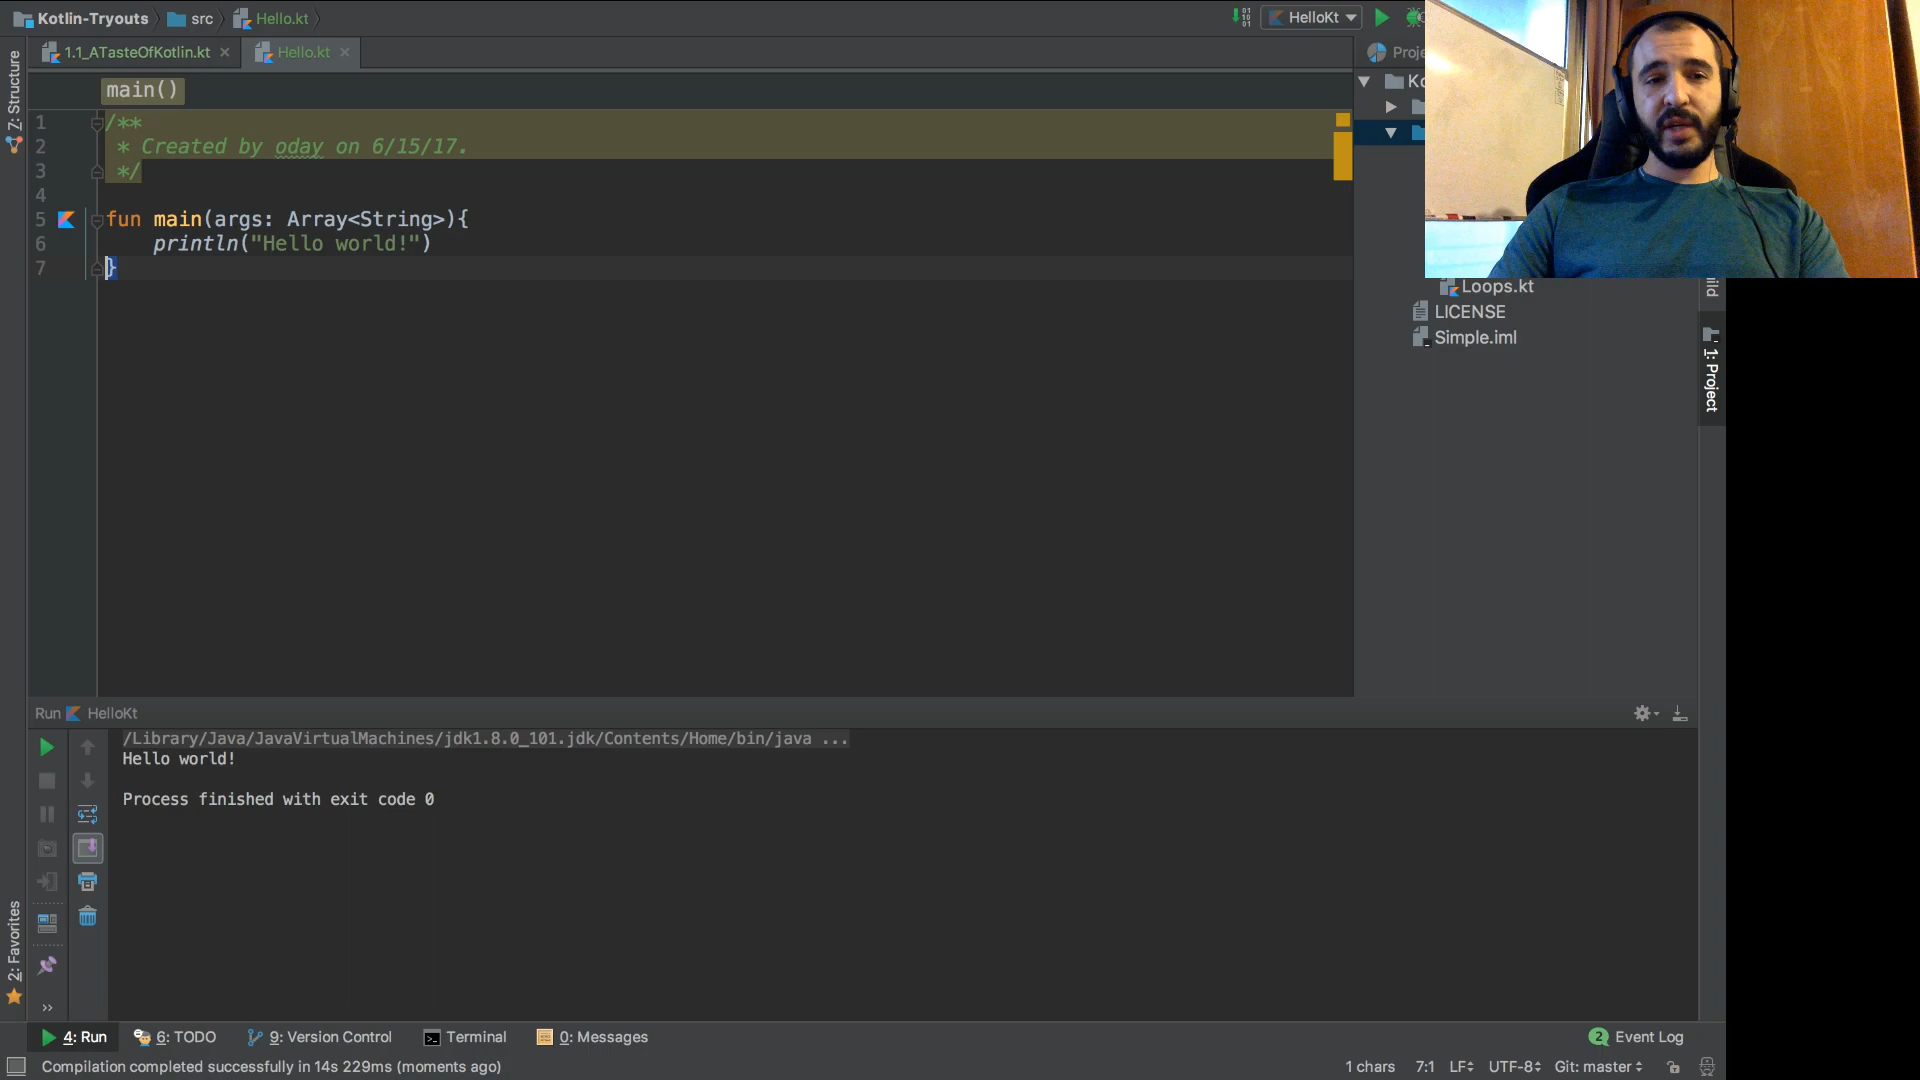 Kotlin-Tryouts
src
Hello.kt
HelloKt
1.1_ATasteOfKotlin.kt
Hello.kt
Z: Structure
main()
1 /**
2 * Created by oday on 6/15/17.
3 */
4
5 fun main(args: Array<String>){
6 println("Hello world!")
7 }
Loops.kt
LICENSE
Simple.iml
1: Project
Run HelloKt
/Library/Java/JavaVirtualMachines/jdk1.8.0_101.jdk/Contents/Home/bin/java ...
Hello world!
Process finished with exit code 0
2: Favorites
4: Run
6: TODO
9: Version Control
Terminal
0: Messages
2 Event Log
Compilation completed successfully in 14s 229ms (moments ago)
1 chars
7:1
LF
UTF-8
Git: master